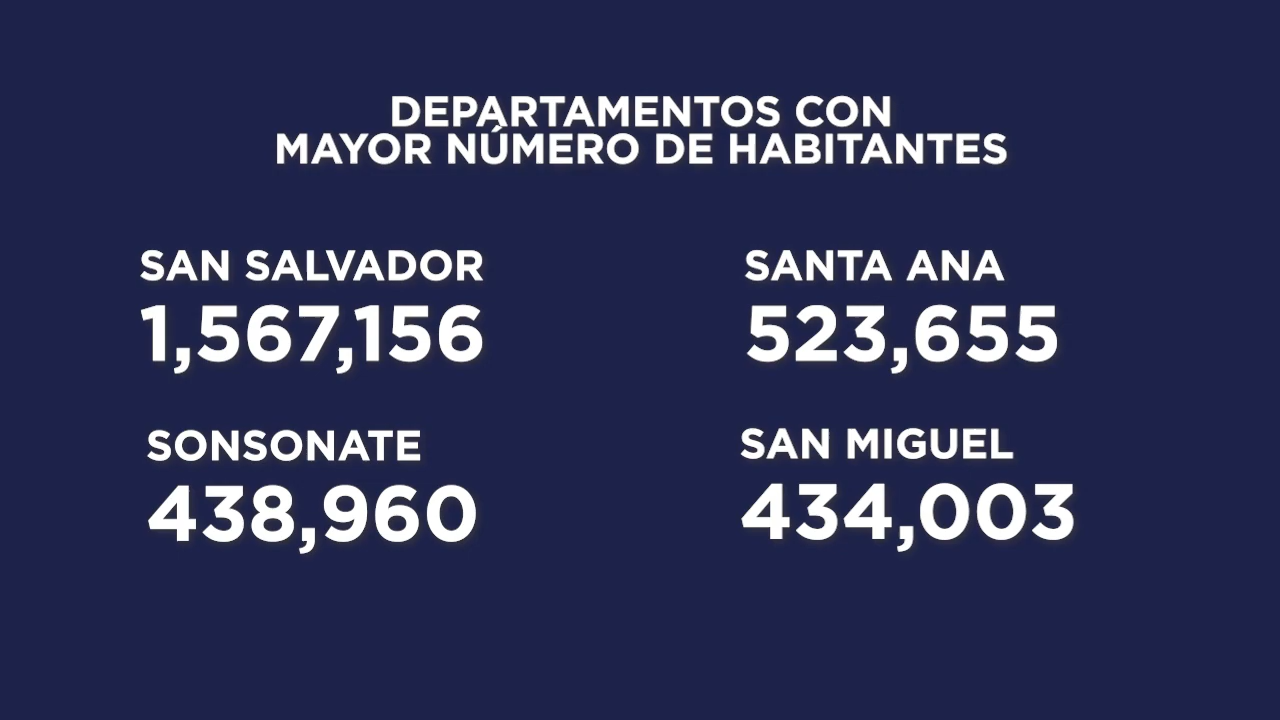 DEPARTAMENTOS CON
MAYOR NÚMERO DE HABITANTES
SAN SALVADOR
1,567,156
SANTA ANA
523,655
SONSONATE
438,960
SAN MIGUEL
434,003